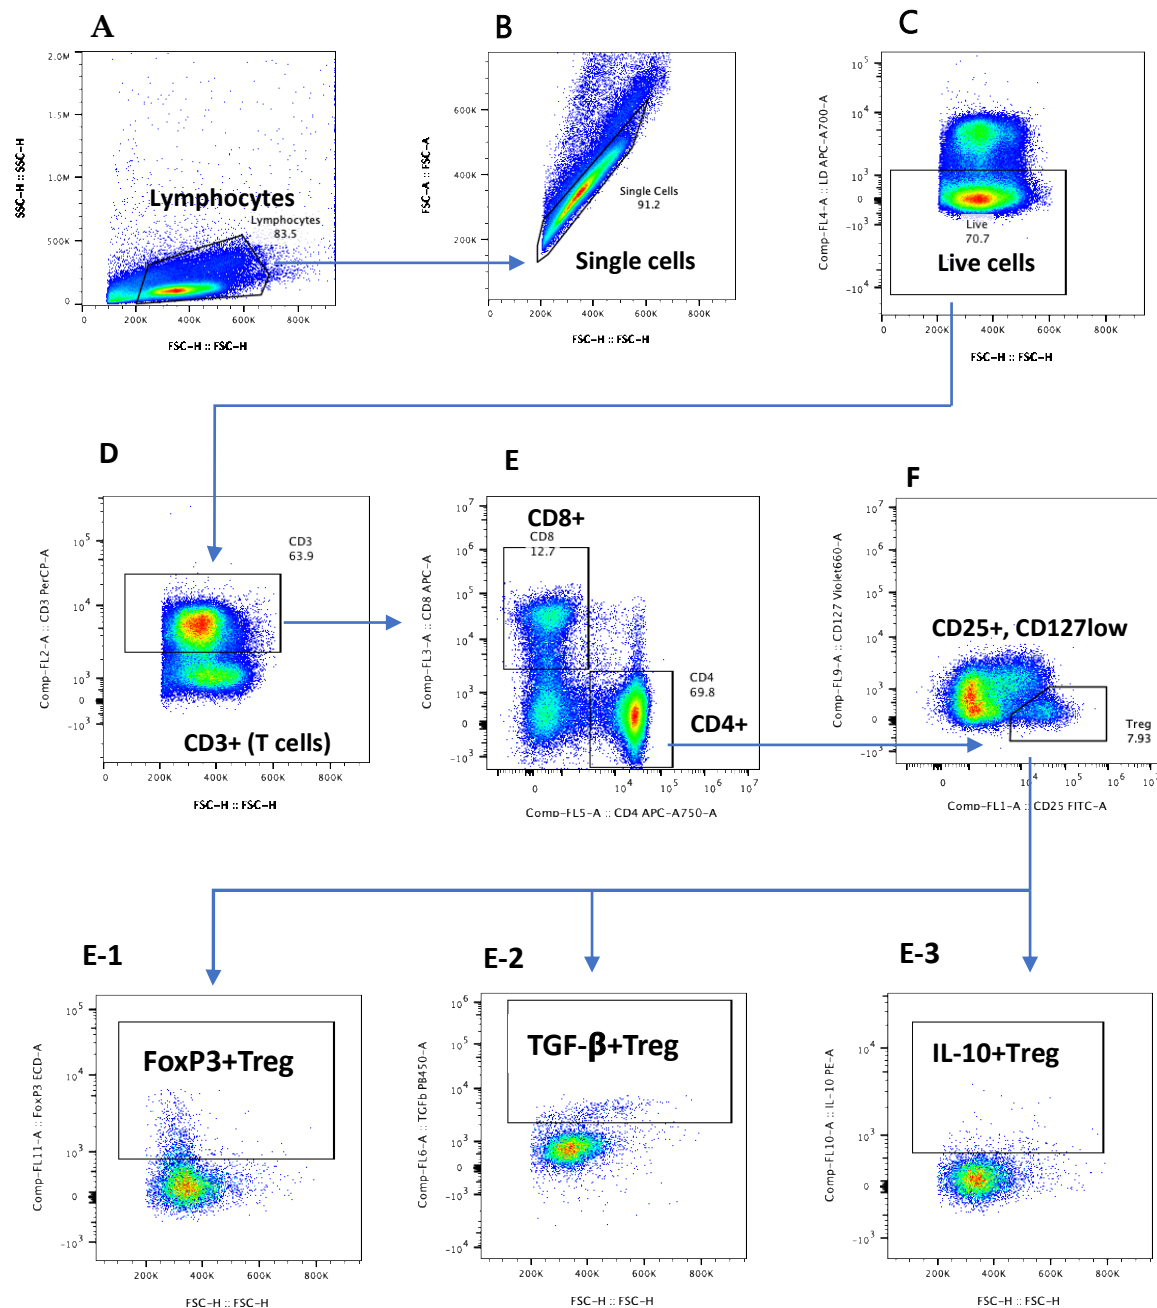 A
SSC-H :: SSC-H
2.0M
1.5M
1.0M
500K
0
Lymphocytes
Lymphocytes
83.5
0 200K 400K 600K 800K
FSC-H :: FSC-H
B
FSC-A :: FSC-A
600K
400K
200K
Single Cells
91.2
Single cells
0 200K 400K 600K 800K
FSC-H :: FSC-H
C
Comp-FL4-A :: LD APC-A700-A
10^5
10^4
10^3
0
-10^3
-10^4
Live
70.7
Live cells
0 200K 400K 600K 800K
FSC-H :: FSC-H
D
Comp-FL2-A :: CD3 PerCP-A
10^5
10^4
10^3
-10^3
CD3
63.9
CD3+ (T cells)
0 200K 400K 600K 800K
FSC-H :: FSC-H
E
Comp-FL3-A :: CD8 APC-A
10^7
10^6
10^5
10^4
10^3
0
-10^3
CD8+
CD8
12.7
CD4
69.8
CD4+
0 10^4 10^5 10^6 10^7
Comp-FL5-A :: CD4 APC-A750-A
F
Comp-FL9-A :: CD127 Violet660-A
10^7
10^6
10^5
10^4
10^3
0
-10^3
CD25+, CD127low
Treg
7.93
0 10^4 10^5 10^6 10^7
Comp-FL1-A :: CD25 FITC-A
E-1
Comp-FL11-A :: FoxP3 ECD-A
10^5
10^4
10^3
0
-10^3
FoxP3+Treg
200K 400K 600K 800K
FSC-H :: FSC-H
E-2
Comp-FL6-A :: TGFb PB450-A
10^6
10^5
10^4
10^3
0
-10^3
-10^4
TGF-β+Treg
200K 400K 600K 800K
FSC-H :: FSC-H
E-3
Comp-FL10-A :: IL-10 PE-A
10^4
10^3
0
-10^3
IL-10+Treg
200K 400K 600K 800K
FSC-H :: FSC-H